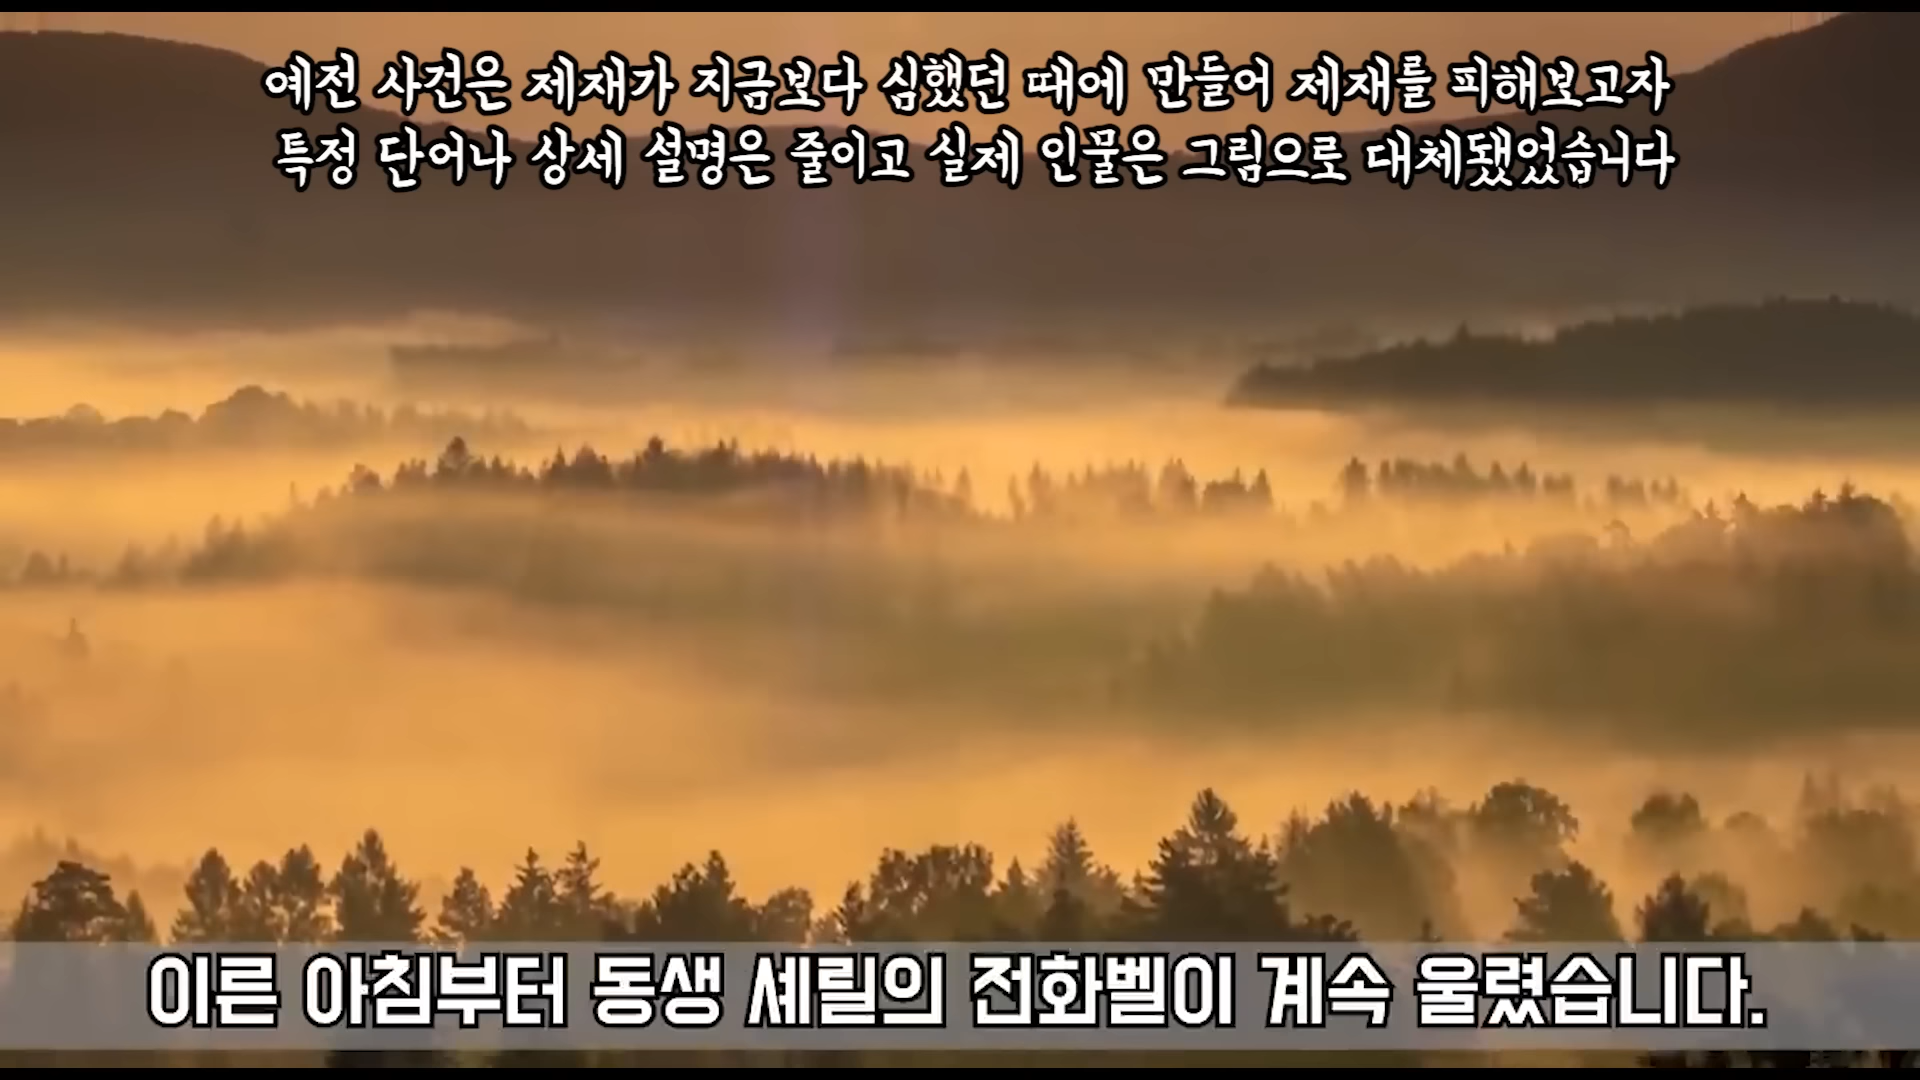 예전 사건은 제재가 지금보다 심했던 때에 만들어 제재를 피해보고자
특정 단어나 상세 설명은 줄이고 실제 인물은 그림으로 대체됐었습니다
이른 아침부터 동생 셰릴의 전화벨이 계속 울렸습니다.